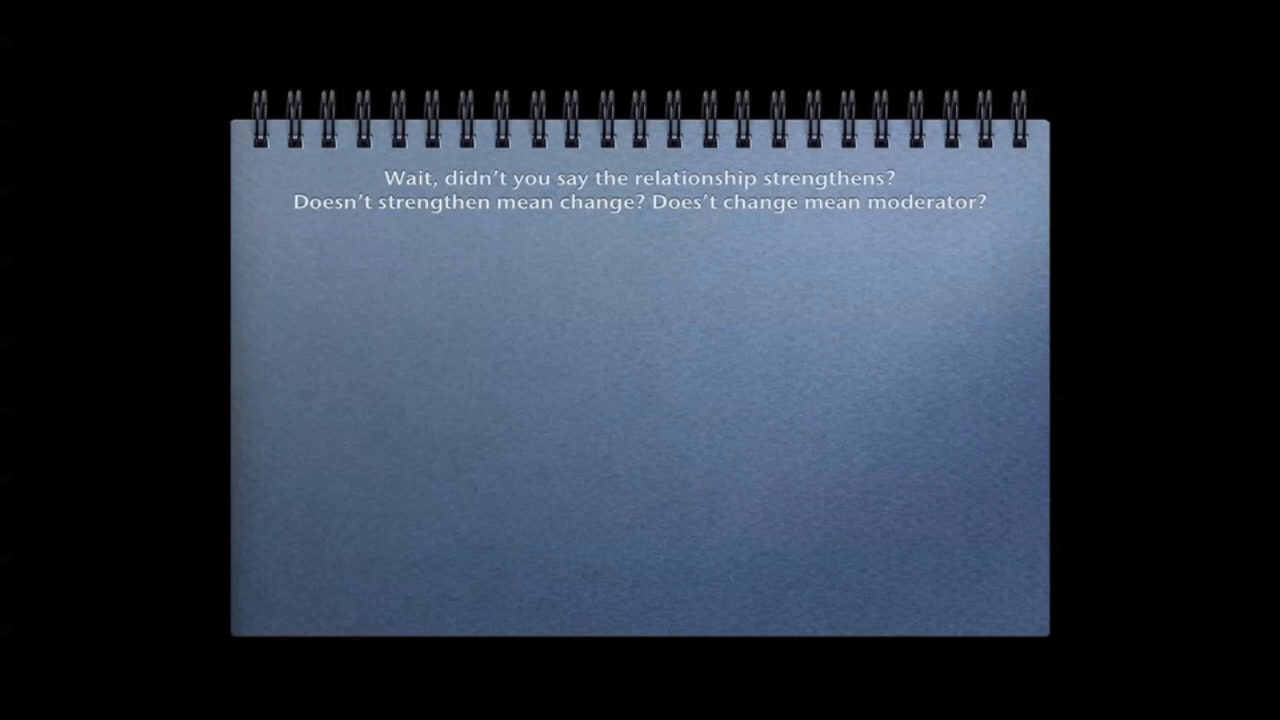 Wait, didn’t you say the relationship strengthens?
Doesn’t strengthen mean change? Does’t change mean moderator?